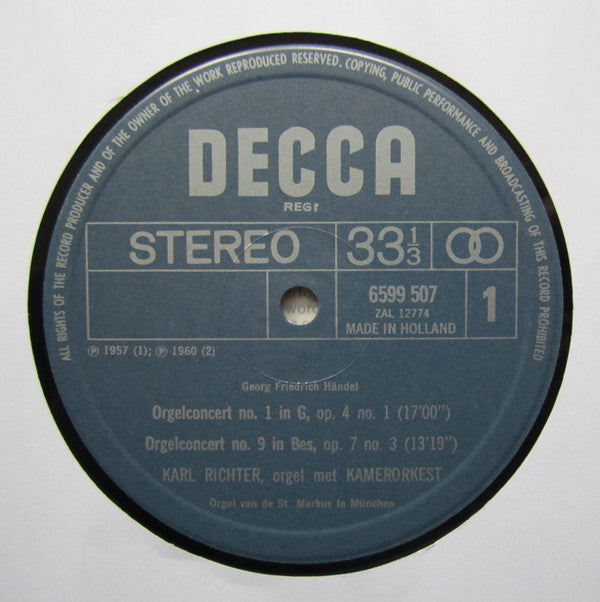 ALL RIGHTS OF THE RECORD PRODUCER AND OF THE OWNER OF THE WORK REPRODUCED RESERVED. COPYING, PUBLIC PERFORMANCE AND BROADCASTING OF THIS RECORD PROHIBITED
DECCA
REGD
STEREO
33 1/3
6599 507
ZAL 12774
MADE IN HOLLAND
1
℗ 1957 (1); ℗ 1960 (2)
Georg Friedrich Händel
Orgelconcert no. 1 in G, op. 4 no. 1 (17'00")
Orgelconcert no. 9 in Bes, op. 7 no. 3 (13'19")
KARL RICHTER, orgel met KAMERORKEST
Orgel van de St. Markus te München